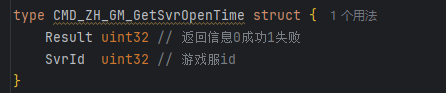 type CMD_ZH_GM_GetSvrOpenTime struct { 1 个用法
Result uint32 // 返回信息0成功1失败
SvrId uint32 // 游戏服id
}